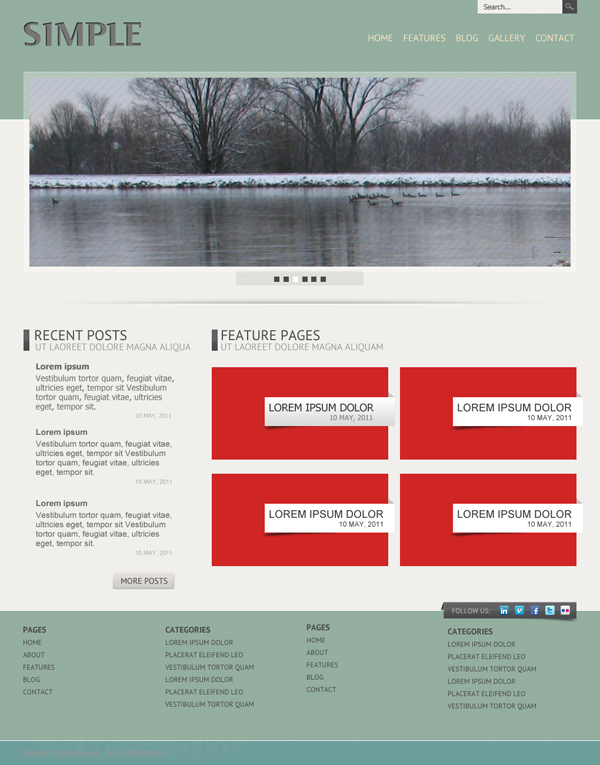 Search...
SIMPLE
HOME FEATURES BLOG GALLERY CONTACT
RECENT POSTS
UT LAOREET DOLORE MAGNA ALIQUA
Lorem ipsum
Vestibulum tortor quam, feugiat vitae,
ultricies eget, tempor sit. Vestibulum
tortor quam, feugiat vitae, ultricies
eget, tempor sit.
10 MAY, 2011
Lorem ipsum
Vestibulum tortor quam, feugiat vitae,
ultricies eget, tempor sit Vestibulum
tortor quam, feugiat vitae, ultricies
eget, tempor sit.
10 MAY, 2011
Lorem ipsum
Vestibulum tortor quam, feugiat vitae,
ultricies eget, tempor sit Vestibulum
tortor quam, feugiat vitae, ultricies
eget, tempor sit.
10 MAY, 2011
MORE POSTS
FEATURE PAGES
UT LAOREET DOLORE MAGNA ALIQUAM
LOREM IPSUM DOLOR
10 MAY, 2011
LOREM IPSUM DOLOR
10 MAY, 2011
LOREM IPSUM DOLOR
10 MAY, 2011
LOREM IPSUM DOLOR
10 MAY, 2011
FOLLOW US:
PAGES
HOME
ABOUT
FEATURES
BLOG
CONTACT
CATEGORIES
LOREM IPSUM DOLOR
PLACERAT ELEIFEND LEO
VESTIBULUM TORTOR QUAM
LOREM IPSUM DOLOR
PLACERAT ELEIFEND LEO
VESTIBULUM TORTOR QUAM
PAGES
HOME
ABOUT
FEATURES
BLOG
CONTACT
CATEGORIES
LOREM IPSUM DOLOR
PLACERAT ELEIFEND LEO
VESTIBULUM TORTOR QUAM
LOREM IPSUM DOLOR
PLACERAT ELEIFEND LEO
VESTIBULUM TORTOR QUAM